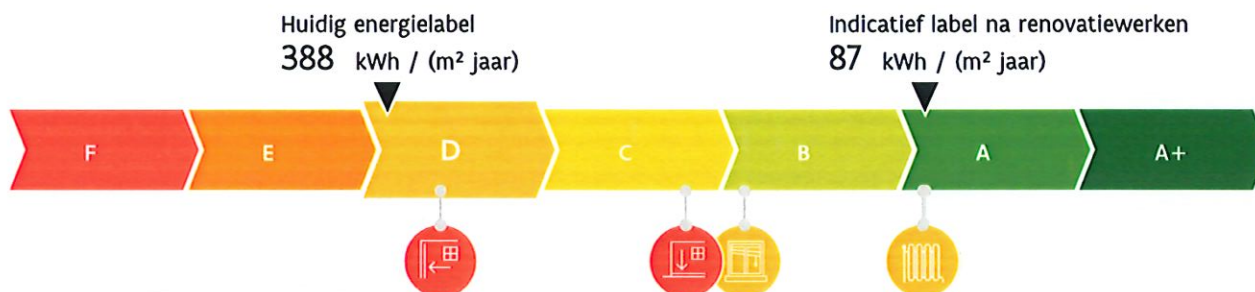 Huidig energielabel
388 kWh / (m² jaar)
Indicatief label na renovatiewerken
87 kWh / (m² jaar)
F E D C B A A+